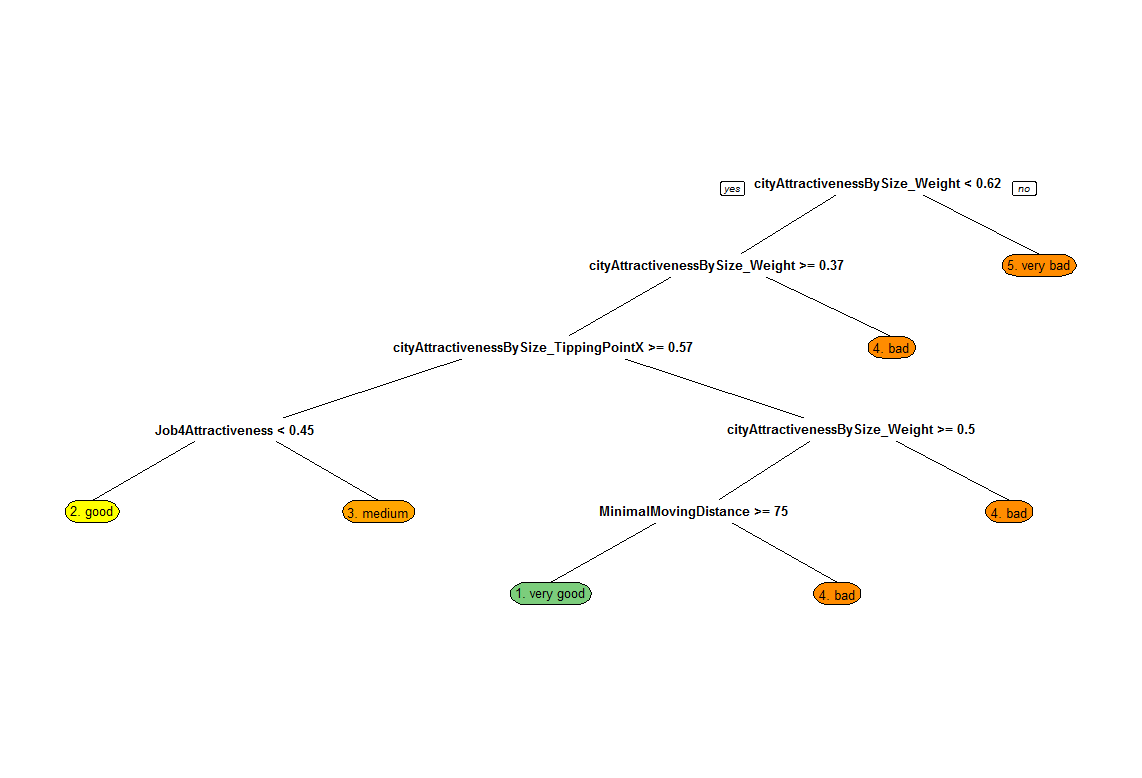 yes
cityAttractivenessBySize_Weight < 0.62
no
cityAttractivenessBySize_Weight >= 0.37
5. very bad
cityAttractivenessBySize_TippingPointX >= 0.57
4. bad
Job4Attractiveness < 0.45
cityAttractivenessBySize_Weight >= 0.5
2. good
3. medium
MinimalMovingDistance >= 75
4. bad
1. very good
4. bad